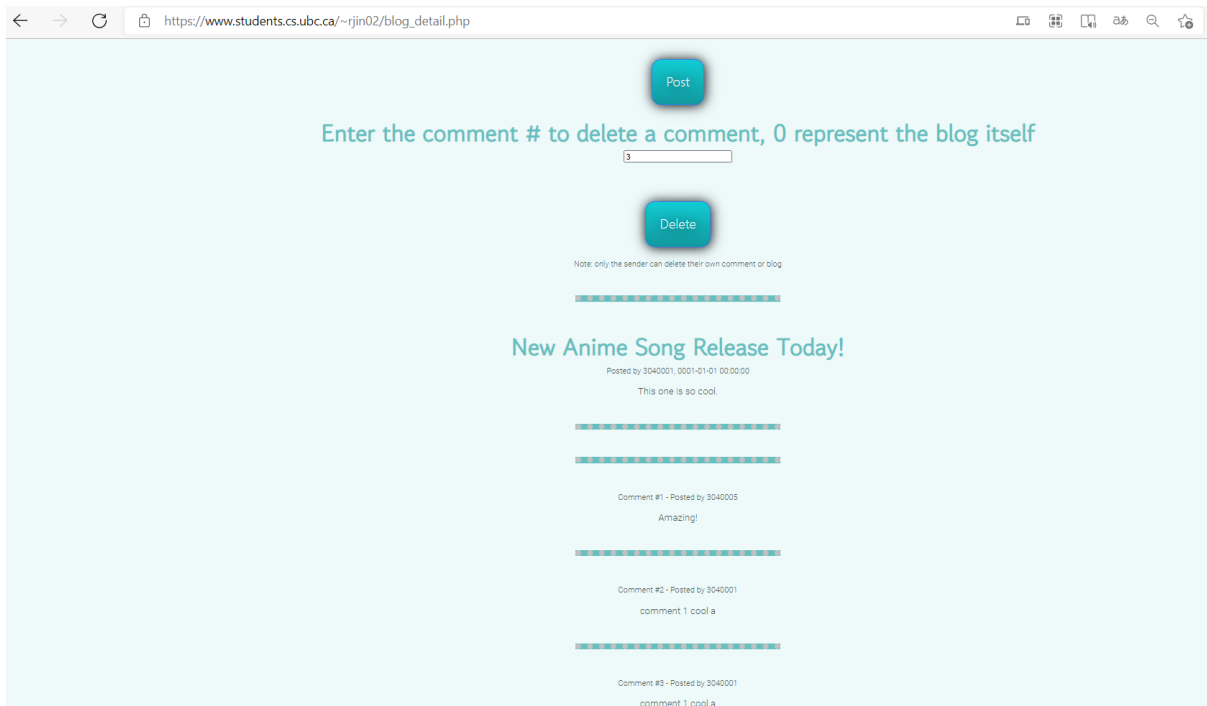 https://www.students.cs.ubc.ca/~rjin02/blog_detail.php
Post
Enter the comment # to delete a comment, 0 represent the blog itself
3
Delete
Note: only the sender can delete their own comment or blog
New Anime Song Release Today!
Posted by 3040001, 0001-01-01 00:00:00
This one is so cool.
Comment #1 - Posted by 3040005
Amazing!
Comment #2 - Posted by 3040001
comment 1 cool a
Comment #3 - Posted by 3040001
comment 1 cool a